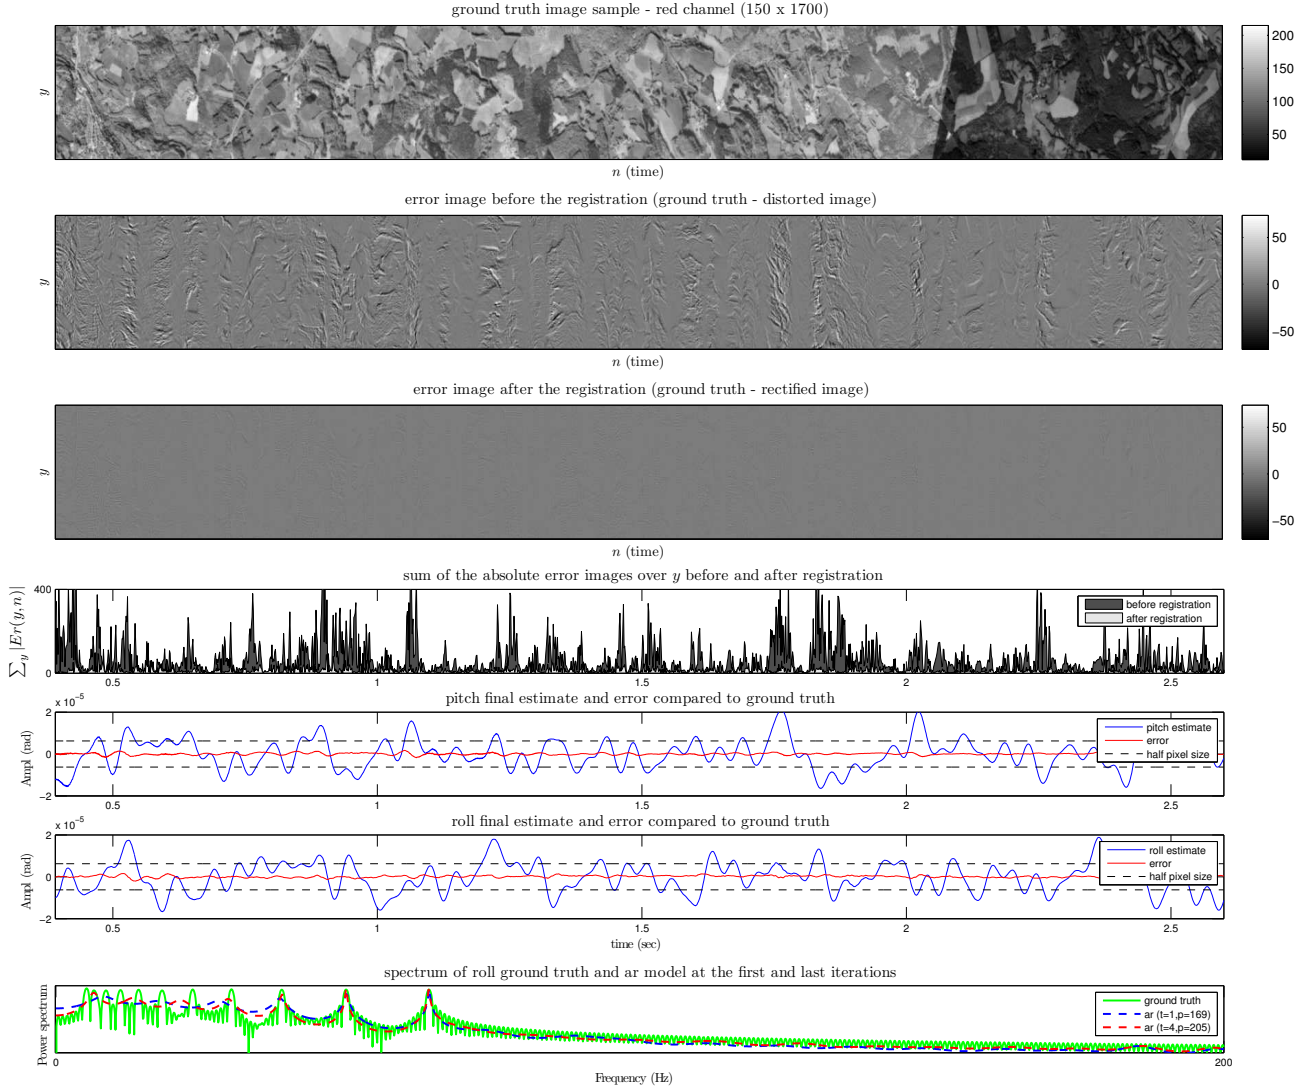 ground truth image sample - red channel (150 x 1700)
200
150
100
50
y
n (time)
error image before the registration (ground truth - distorted image)
50
0
−50
y
n (time)
error image after the registration (ground truth - rectified image)
50
0
−50
y
n (time)
sum of the absolute error images over y before and after registration
∑y |Er(y, n)|
400
0
before registration
after registration
0.5 1 1.5 2 2.5
x 10⁻⁵
pitch final estimate and error compared to ground truth
Ampl (rad)
2
0
−2
pitch estimate
error
half pixel size
0.5 1 1.5 2 2.5
x 10⁻⁵
roll final estimate and error compared to ground truth
Ampl (rad)
2
0
−2
roll estimate
error
half pixel size
0.5 1 1.5 2 2.5
time (sec)
spectrum of roll ground truth and ar model at the first and last iterations
Power spectrum
ground truth
ar (t=1,p=169)
ar (t=4,p=205)
0 200
Frequency (Hz)